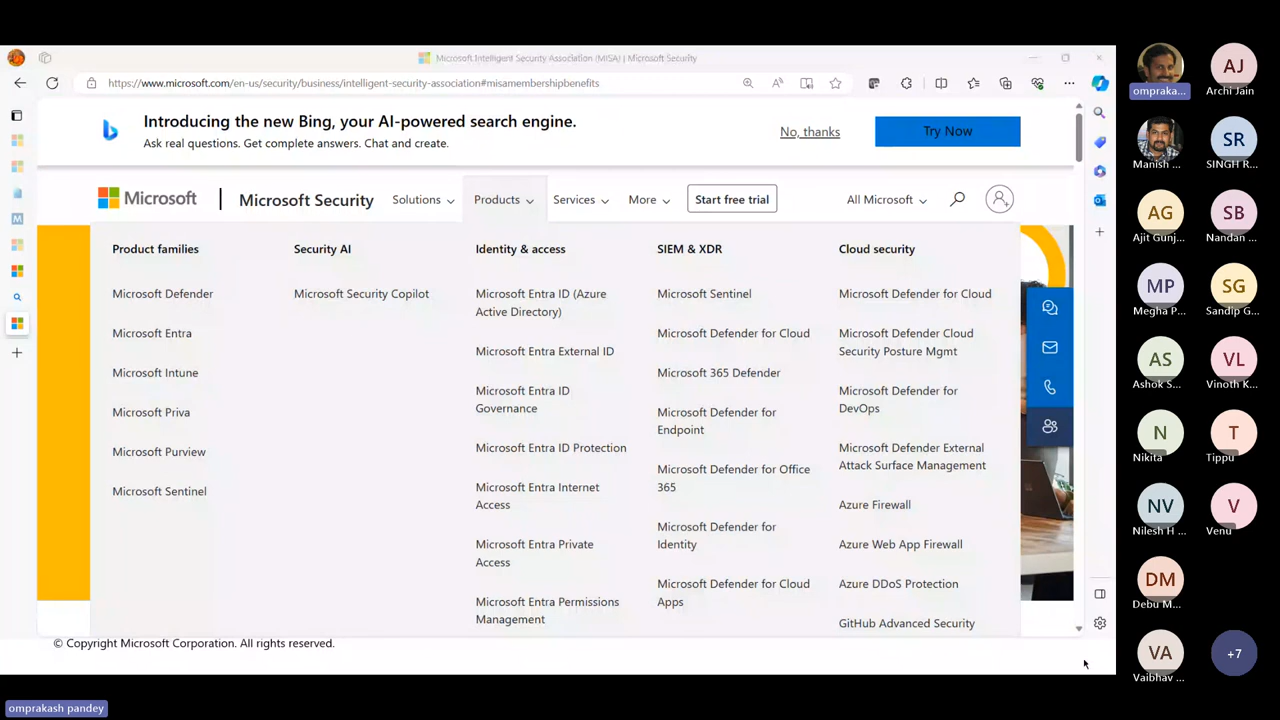 Microsoft Intelligent Security Association (MISA) | Microsoft Security
https://www.microsoft.com/en-us/security/business/intelligent-security-association#misamembershipbenefits
Introducing the new Bing, your AI-powered search engine.
Ask real questions. Get complete answers. Chat and create.
No, thanks
Try Now
Microsoft
Microsoft Security
Solutions
Products
Services
More
Start free trial
All Microsoft
Product families
Microsoft Defender
Microsoft Entra
Microsoft Intune
Microsoft Priva
Microsoft Purview
Microsoft Sentinel
Security AI
Microsoft Security Copilot
Identity & access
Microsoft Entra ID (Azure
Active Directory)
Microsoft Entra External ID
Microsoft Entra ID
Governance
Microsoft Entra ID Protection
Microsoft Entra Internet
Access
Microsoft Entra Private
Access
Microsoft Entra Permissions
Management
SIEM & XDR
Microsoft Sentinel
Microsoft Defender for Cloud
Microsoft 365 Defender
Microsoft Defender for
Endpoint
Microsoft Defender for Office
365
Microsoft Defender for
Identity
Microsoft Defender for Cloud
Apps
Cloud security
Microsoft Defender for Cloud
Microsoft Defender Cloud
Security Posture Mgmt
Microsoft Defender for
DevOps
Microsoft Defender External
Attack Surface Management
Azure Firewall
Azure Web App Firewall
Azure DDoS Protection
GitHub Advanced Security
© Copyright Microsoft Corporation. All rights reserved.
omprakash pandey
ompraka...
AJ
Archi Jain
Manish ...
SR
SINGH R...
AG
Ajit Gunj...
SB
Nandan ...
MP
Megha P...
SG
Sandip G...
AS
Ashok S...
VL
Vinoth K...
N
Nikita
T
Tippu
NV
Nilesh H ...
V
Venu
DM
Debu M...
VA
Vaibhav ...
+7